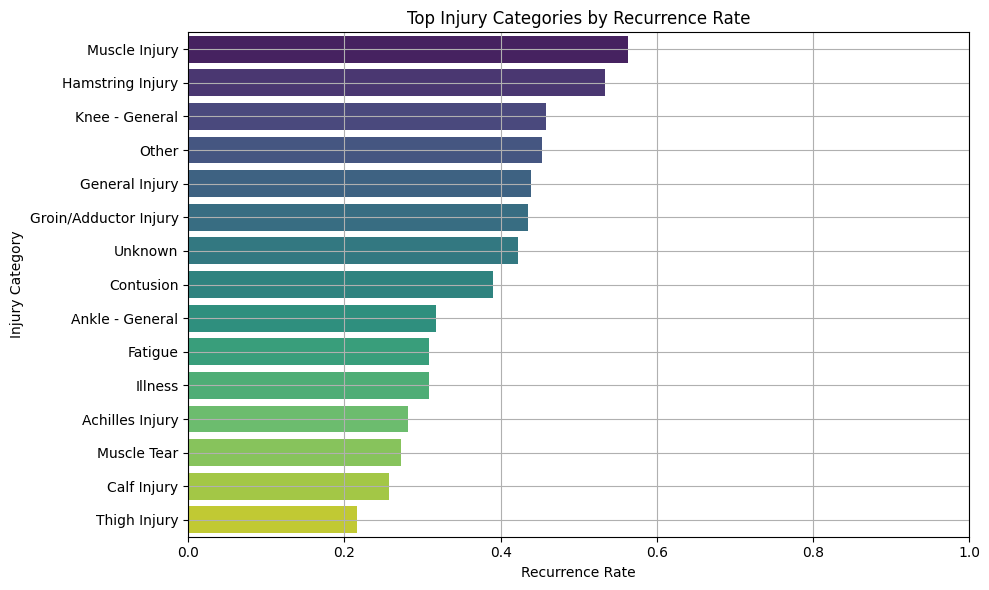 Top Injury Categories by Recurrence Rate
Injury Category
Muscle Injury
Hamstring Injury
Knee - General
Other
General Injury
Groin/Adductor Injury
Unknown
Contusion
Ankle - General
Fatigue
Illness
Achilles Injury
Muscle Tear
Calf Injury
Thigh Injury
0.0 0.2 0.4 0.6 0.8 1.0
Recurrence Rate